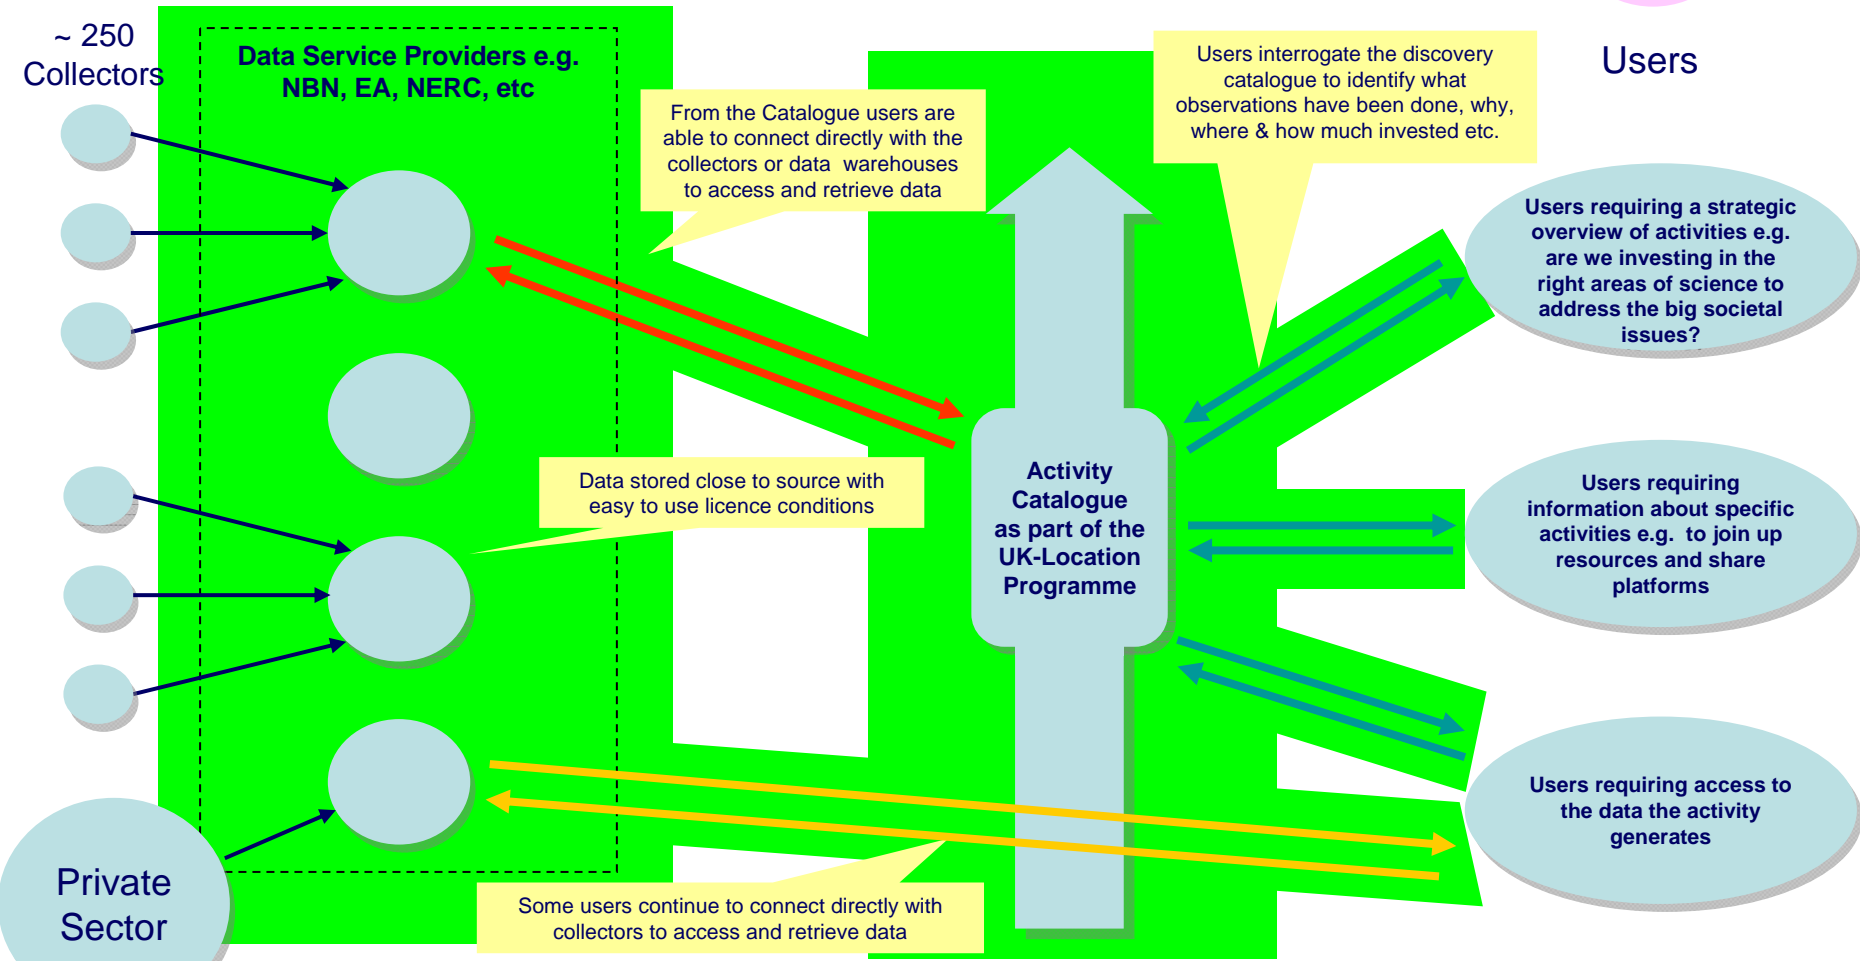 ~ 250
Collectors
Data Service Providers e.g.
NBN, EA, NERC, etc
From the Catalogue users are
able to connect directly with the
collectors or data warehouses
to access and retrieve data
Users interrogate the discovery
catalogue to identify what
observations have been done, why,
where & how much invested etc.
Users
Users requiring a strategic
overview of activities e.g.
are we investing in the
right areas of science to
address the big societal
issues?
Data stored close to source with
easy to use licence conditions
Activity
Catalogue
as part of the
UK-Location
Programme
Users requiring
information about specific
activities e.g. to join up
resources and share
platforms
Users requiring access to
the data the activity
generates
Private
Sector
Some users continue to connect directly with
collectors to access and retrieve data